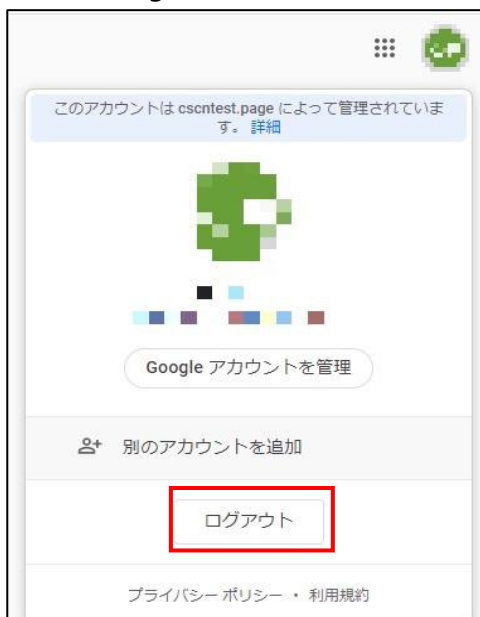 このアカウントは cscntest.page によって管理されていま
す。 詳細
Google アカウントを管理
別のアカウントを追加
ログアウト
プライバシー ポリシー ・ 利用規約